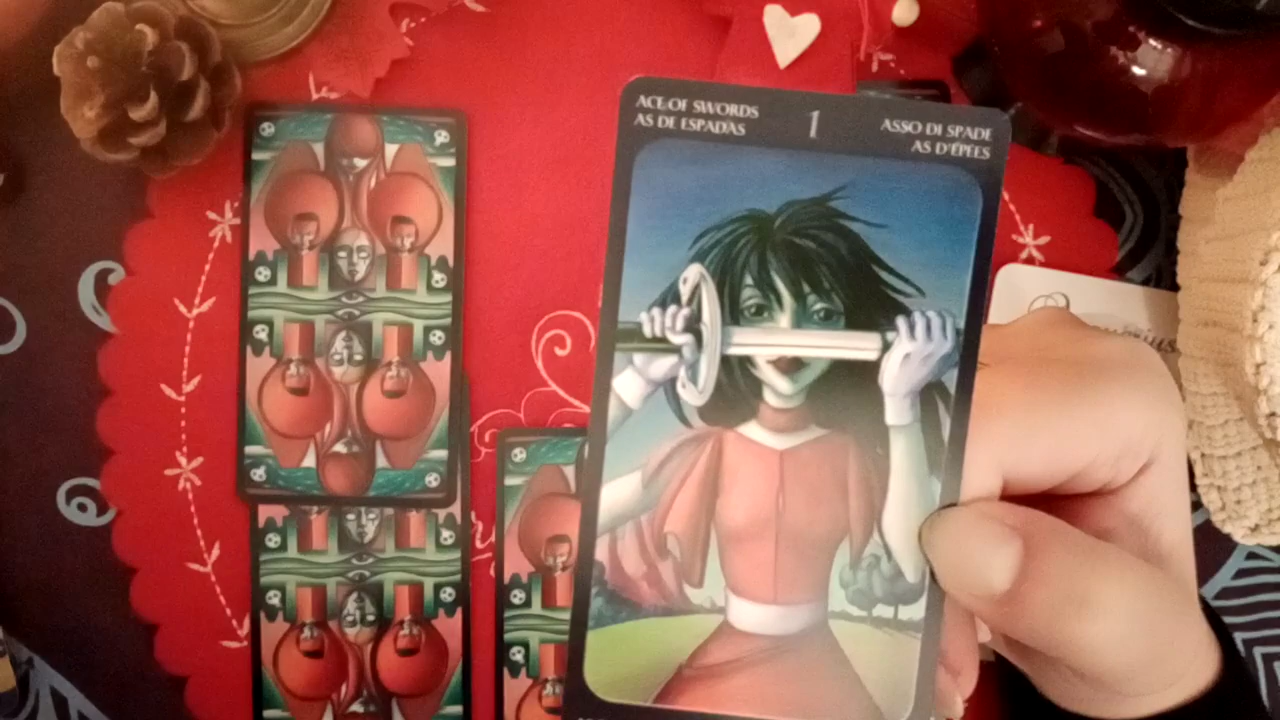 ACE OF SWORDS
AS DE ESPADAS
1
ASSO DI SPADE
AS D'ÉPÉES